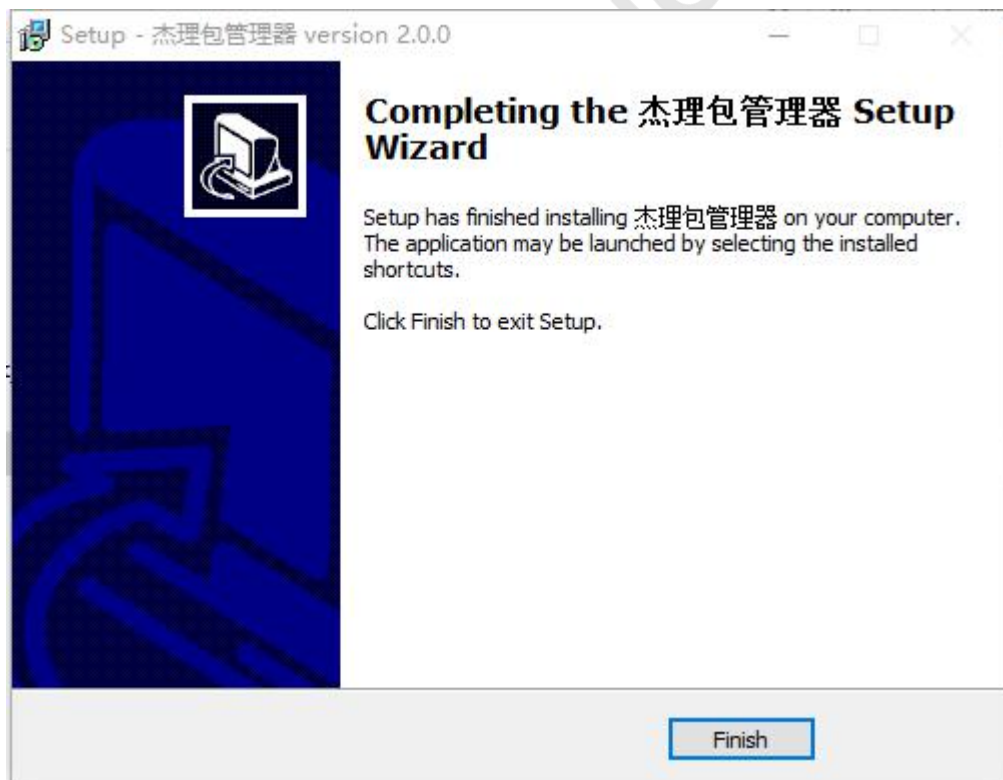 Setup - 杰理包管理器 version 2.0.0
Completing the 杰理包管理器 Setup
Wizard
Setup has finished installing 杰理包管理器 on your computer.
The application may be launched by selecting the installed
shortcuts.
Click Finish to exit Setup.
Finish